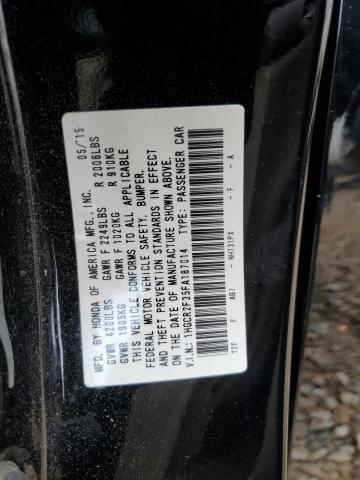 MFD. BY HONDA OF AMERICA MFG., INC. 05/15
GVWR 4200LBS GAWR F 2249LBS R 2006LBS
GVWR 1905KG GAWR F 1020KG R 910KG
THIS VEHICLE CONFORMS TO ALL APPLICABLE
FEDERAL MOTOR VEHICLE SAFETY, BUMPER,
AND THEFT PREVENTION STANDARDS IN EFFECT
ON THE DATE OF MANUFACTURE SHOWN ABOVE.
V.I.N.: 1HGCR2F35FA187014 TYPE: PASSENGER CAR
F AB7 NH731PX F A